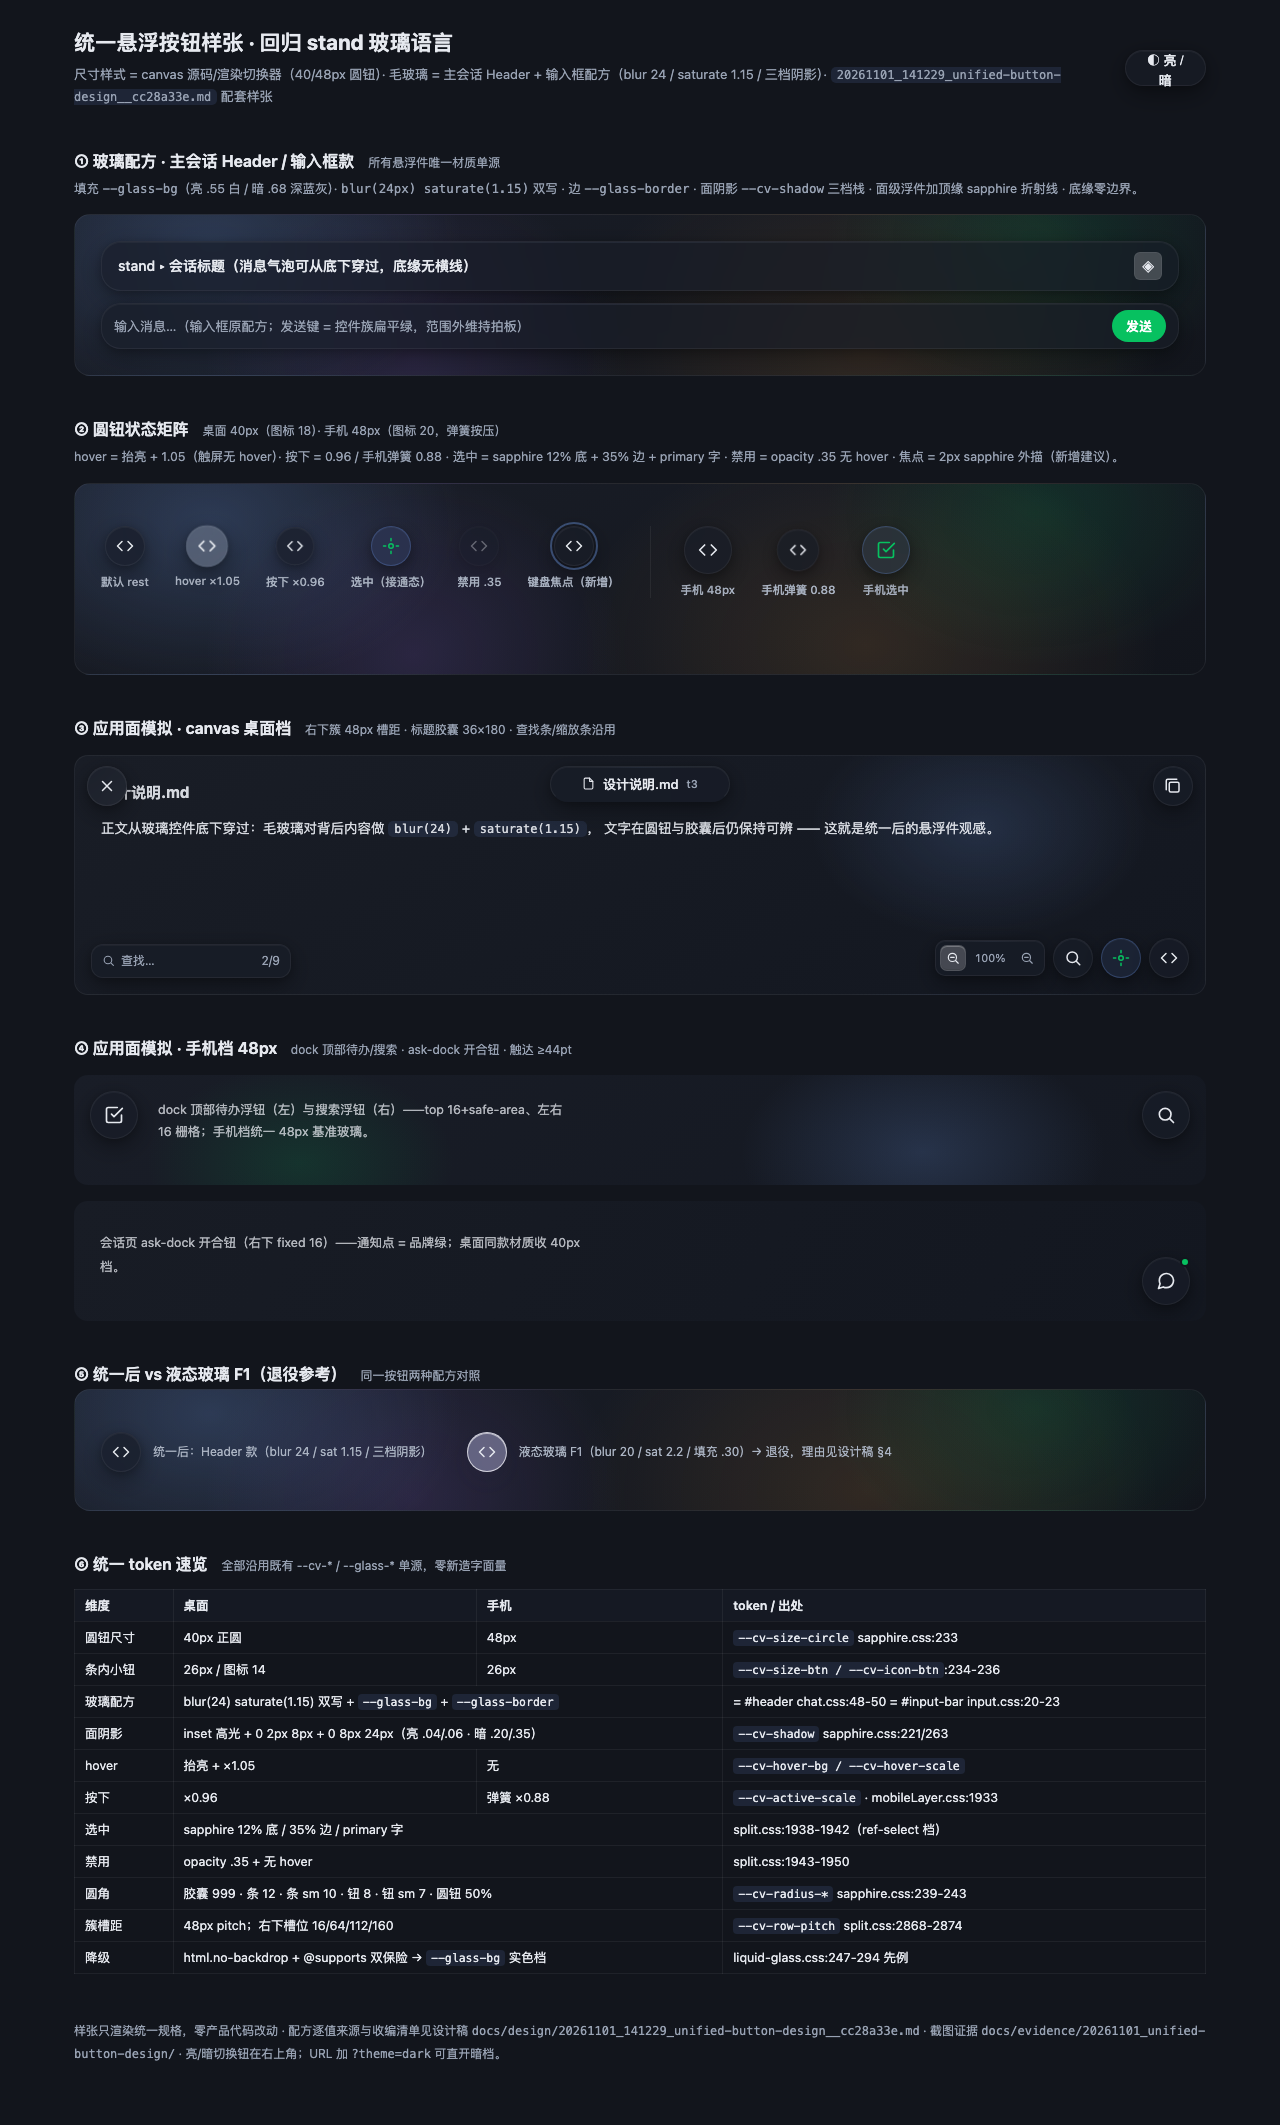 统一悬浮按钮样张 · 回归 stand 玻璃语言
尺寸样式 = canvas 源码/渲染切换器（40/48px 圆钮）· 毛玻璃 = 主会话 Header + 输入框配方（blur 24 / saturate 1.15 / 三档阴影）· 20261101_141229_unified-button-
design__cc28a33e.md 配套样张
◐ 亮 /
暗
① 玻璃配方 · 主会话 Header / 输入框款 所有悬浮件唯一材质单源
填充 --glass-bg（亮 .55 白 / 暗 .68 深蓝灰）· blur(24px) saturate(1.15) 双写 · 边 --glass-border · 面阴影 --cv-shadow 三档栈 · 面级浮件加顶缘 sapphire 折射线 · 底缘零边界。
stand ▸ 会话标题（消息气泡可从底下穿过，底缘无横线） ◈
输入消息…（输入框原配方；发送键 = 控件族扁平绿，范围外维持拍板） 发送
② 圆钮状态矩阵 桌面 40px（图标 18）· 手机 48px（图标 20，弹簧按压）
hover = 抬亮 + 1.05（触屏无 hover）· 按下 = 0.96 / 手机弹簧 0.88 · 选中 = sapphire 12% 底 + 35% 边 + primary 字 · 禁用 = opacity .35 无 hover · 焦点 = 2px sapphire 外描（新增建议）。
默认 rest hover ×1.05 按下 ×0.96 选中（接通态） 禁用 .35 键盘焦点（新增） 手机 48px 手机弹簧 0.88 手机选中
③ 应用面模拟 · canvas 桌面档 右下簇 48px 槽距 · 标题胶囊 36×180 · 查找条/缩放条沿用
说明.md
设计说明.md t3
正文从玻璃控件底下穿过：毛玻璃对背后内容做 blur(24) + saturate(1.15) ， 文字在圆钮与胶囊后仍保持可辨 —— 这就是统一后的悬浮件观感。
查找… 2/9
100%
④ 应用面模拟 · 手机档 48px dock 顶部待办/搜索 · ask-dock 开合钮 · 触达 ≥44pt
dock 顶部待办浮钮（左）与搜索浮钮（右）——top 16+safe-area、左右
16 栅格；手机档统一 48px 基准玻璃。
会话页 ask-dock 开合钮（右下 fixed 16）——通知点 = 品牌绿；桌面同款材质收 40px
档。
⑤ 统一后 vs 液态玻璃 F1（退役参考） 同一按钮两种配方对照
统一后：Header 款（blur 24 / sat 1.15 / 三档阴影） 液态玻璃 F1（blur 20 / sat 2.2 / 填充 .30）→ 退役，理由见设计稿 §4
⑥ 统一 token 速览 全部沿用既有 --cv-* / --glass-* 单源，零新造字面量
维度 桌面 手机 token / 出处
圆钮尺寸 40px 正圆 48px --cv-size-circle sapphire.css:233
条内小钮 26px / 图标 14 26px --cv-size-btn / --cv-icon-btn :234-236
玻璃配方 blur(24) saturate(1.15) 双写 + --glass-bg + --glass-border = #header chat.css:48-50 = #input-bar input.css:20-23
面阴影 inset 高光 + 0 2px 8px + 0 8px 24px（亮 .04/.06 · 暗 .20/.35） --cv-shadow sapphire.css:221/263
hover 抬亮 + ×1.05 无 --cv-hover-bg / --cv-hover-scale
按下 ×0.96 弹簧 ×0.88 --cv-active-scale · mobileLayer.css:1933
选中 sapphire 12% 底 / 35% 边 / primary 字 split.css:1938-1942（ref-select 档）
禁用 opacity .35 + 无 hover split.css:1943-1950
圆角 胶囊 999 · 条 12 · 条 sm 10 · 钮 8 · 钮 sm 7 · 圆钮 50% --cv-radius-* sapphire.css:239-243
簇槽距 48px pitch；右下槽位 16/64/112/160 --cv-row-pitch split.css:2868-2874
降级 html.no-backdrop + @supports 双保险 → --glass-bg 实色档 liquid-glass.css:247-294 先例
样张只渲染统一规格，零产品代码改动 · 配方逐值来源与收编清单见设计稿 docs/design/20261101_141229_unified-button-design__cc28a33e.md · 截图证据 docs/evidence/20261101_unified-
button-design/ · 亮/暗切换钮在右上角；URL 加 ?theme=dark 可直开暗档。